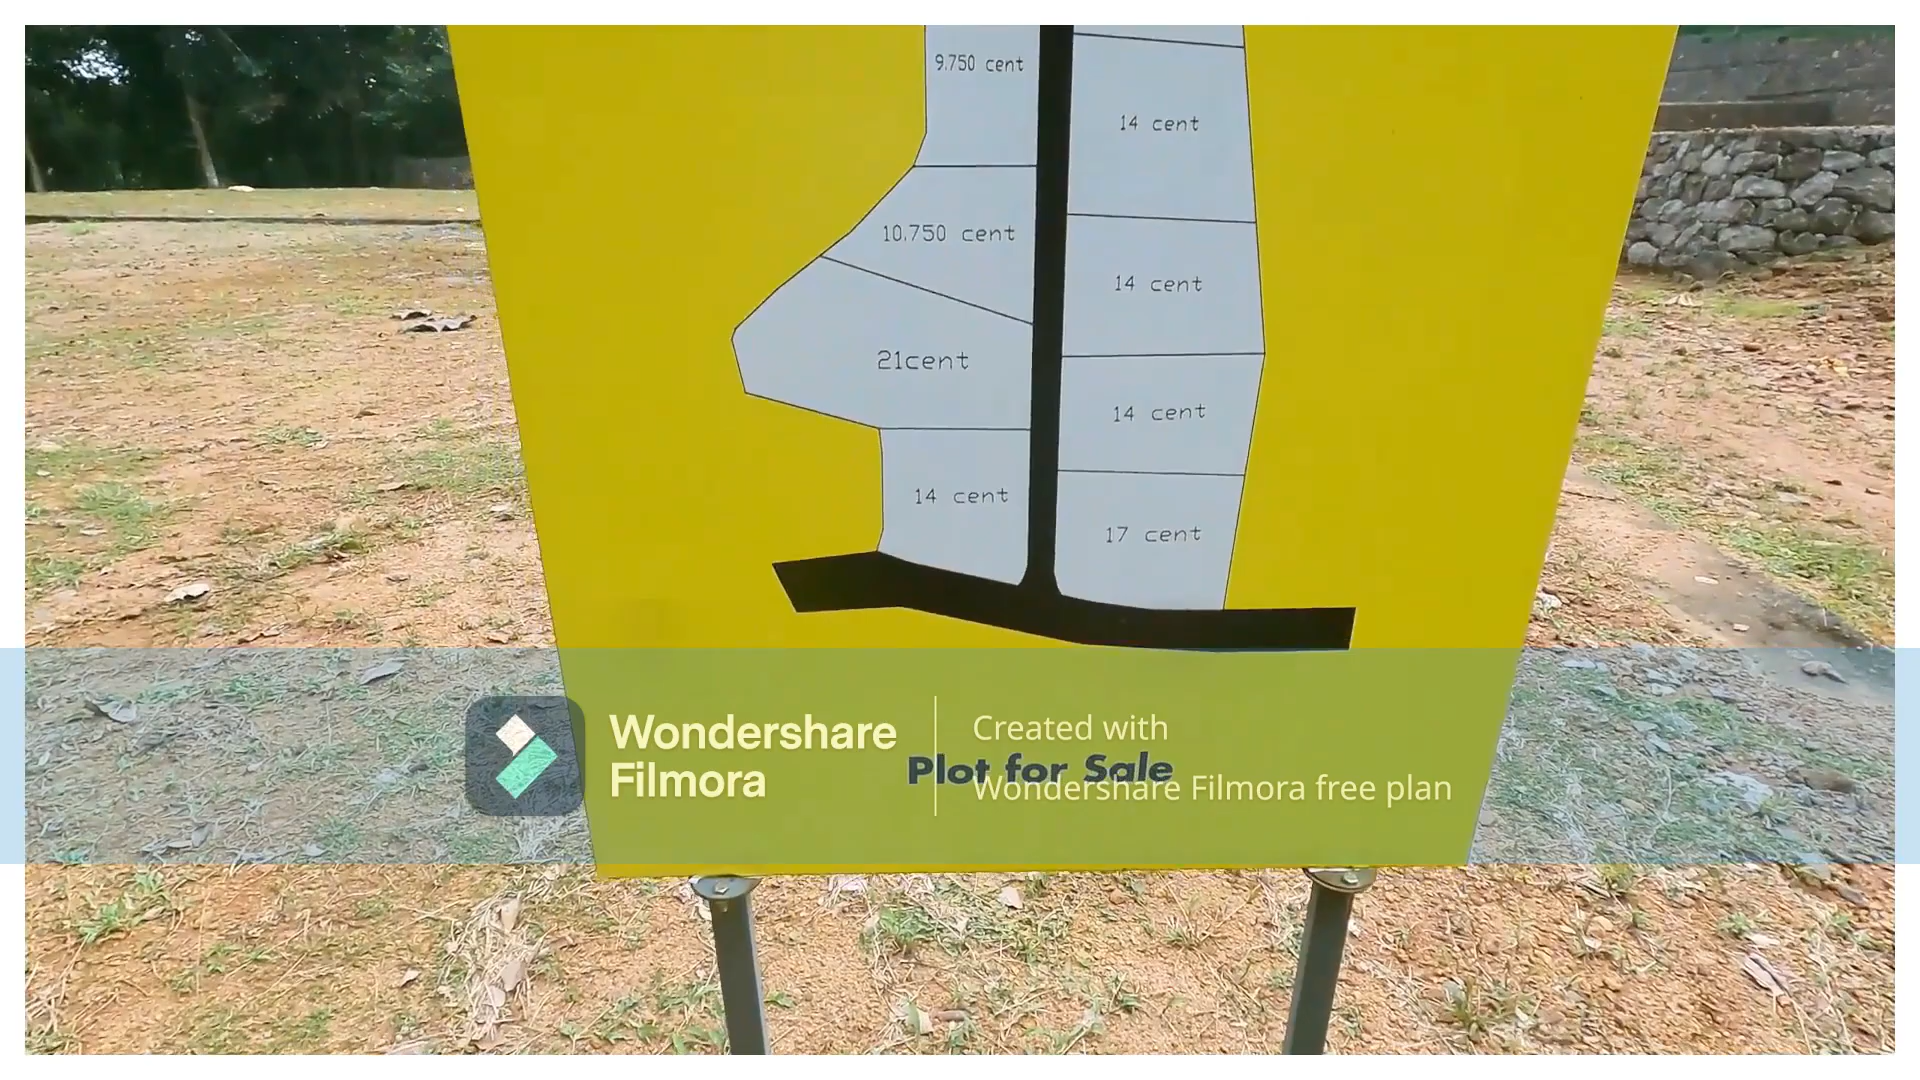 9.750 cent
14 cent
10.750 cent
14 cent
21cent
14 cent
14 cent
17 cent
Wondershare
Filmora
Created with
Plot for Sale
Wondershare Filmora free plan